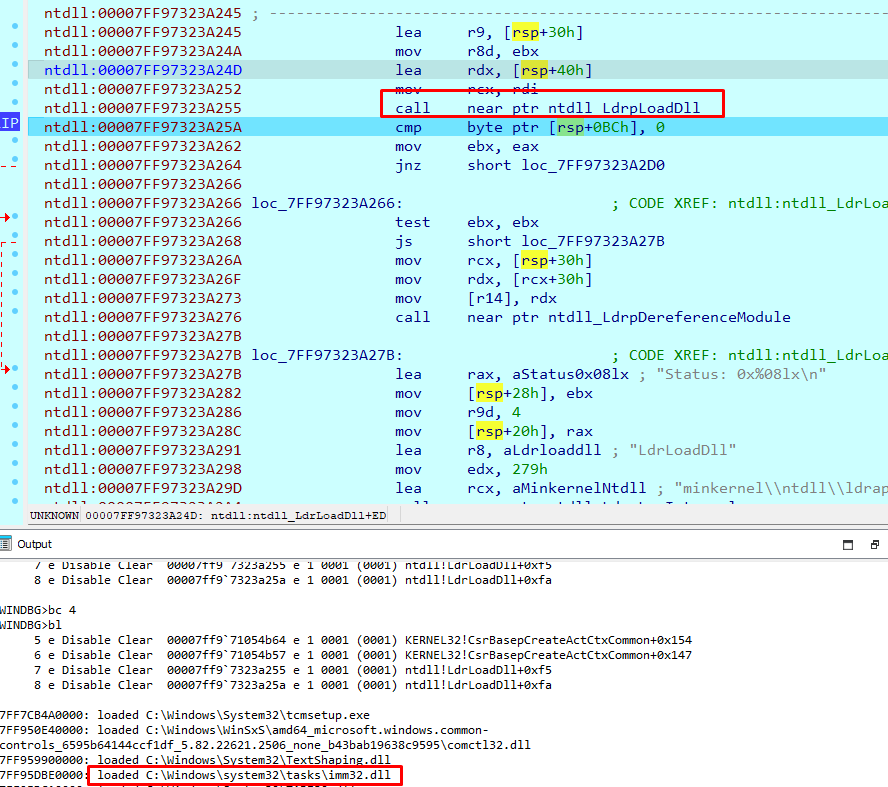 ntdll:00007FF97323A245 ; ----------------------------------------------------------------------
ntdll:00007FF97323A245 lea r9, [rsp+30h]
ntdll:00007FF97323A24A mov r8d, ebx
ntdll:00007FF97323A24D lea rdx, [rsp+40h]
ntdll:00007FF97323A252 mov rcx, rdi
ntdll:00007FF97323A255 call near ptr ntdll_LdrpLoadDll
IP ntdll:00007FF97323A25A cmp byte ptr [rsp+0BCh], 0
ntdll:00007FF97323A262 mov ebx, eax
ntdll:00007FF97323A264 jnz short loc_7FF97323A2D0
ntdll:00007FF97323A266
ntdll:00007FF97323A266 loc_7FF97323A266: ; CODE XREF: ntdll:ntdll_LdrLoa
ntdll:00007FF97323A266 test ebx, ebx
ntdll:00007FF97323A268 js short loc_7FF97323A27B
ntdll:00007FF97323A26A mov rcx, [rsp+30h]
ntdll:00007FF97323A26F mov rdx, [rcx+30h]
ntdll:00007FF97323A273 mov [r14], rdx
ntdll:00007FF97323A276 call near ptr ntdll_LdrpDereferenceModule
ntdll:00007FF97323A27B
ntdll:00007FF97323A27B loc_7FF97323A27B: ; CODE XREF: ntdll:ntdll_LdrLoa
ntdll:00007FF97323A27B lea rax, aStatus0x08lx ; "Status: 0x%08lx\n"
ntdll:00007FF97323A282 mov [rsp+28h], ebx
ntdll:00007FF97323A286 mov r9d, 4
ntdll:00007FF97323A28C mov [rsp+20h], rax
ntdll:00007FF97323A291 lea r8, aLdrloaddll ; "LdrLoadDll"
ntdll:00007FF97323A298 mov edx, 279h
ntdll:00007FF97323A29D lea rcx, aMinkernelNtdll ; "minkernel\\ntdll\\ldrap
UNKNOWN 00007FF97323A24D: ntdll:ntdll_LdrLoadDll+ED
Output
7 e Disable Clear 00007ff9`7323a255 e 1 0001 (0001) ntdll!LdrLoadDll+0xf5
8 e Disable Clear 00007ff9`7323a25a e 1 0001 (0001) ntdll!LdrLoadDll+0xfa
WINDBG>bc 4
WINDBG>bl
5 e Disable Clear 00007ff9`71054b64 e 1 0001 (0001) KERNEL32!CsrBasepCreateActCtxCommon+0x154
6 e Disable Clear 00007ff9`71054b57 e 1 0001 (0001) KERNEL32!CsrBasepCreateActCtxCommon+0x147
7 e Disable Clear 00007ff9`7323a255 e 1 0001 (0001) ntdll!LdrLoadDll+0xf5
8 e Disable Clear 00007ff9`7323a25a e 1 0001 (0001) ntdll!LdrLoadDll+0xfa
7FF7CB4A0000: loaded C:\Windows\System32\tcmsetup.exe
7FF950E40000: loaded C:\Windows\WinSxS\amd64_microsoft.windows.common-
controls_6595b64144ccf1df_5.82.22621.2506_none_b43bab19638c9595\comctl32.dll
7FF959900000: loaded C:\Windows\System32\TextShaping.dll
7FF95DBE0000: loaded C:\Windows\system32\tasks\imm32.dll